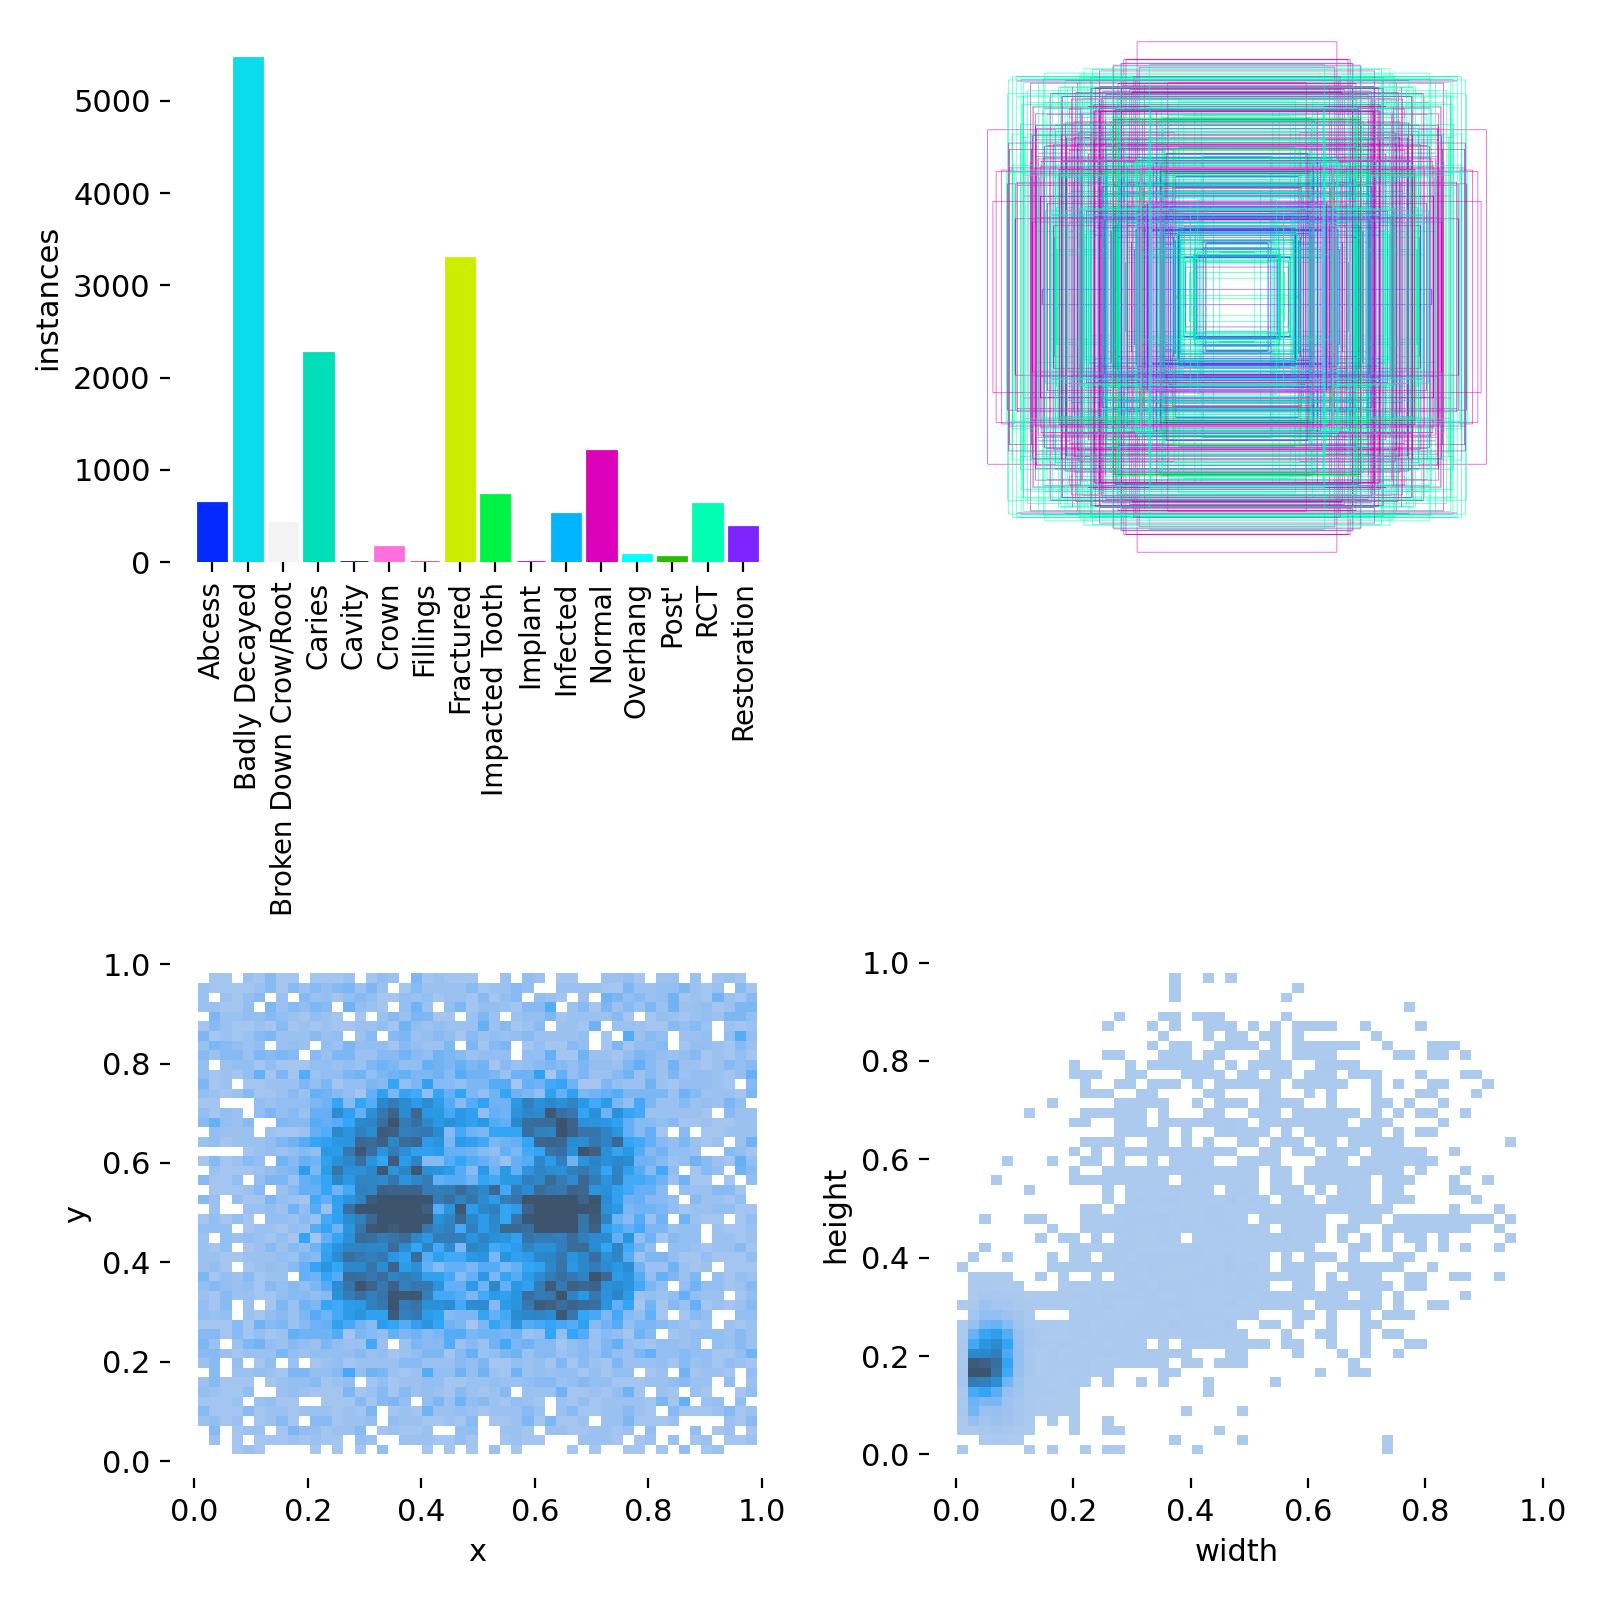 5000
4000
3000
2000
1000
0
instances
Abcess
Badly Decayed
Broken Down Crow/Root
Caries
Cavity
Crown
Fillings
Fractured
Impacted Tooth
Implant
Infected
Normal
Overhang
Post'
RCT
Restoration
1.0
0.8
0.6
0.4
0.2
0.0
y
0.0 0.2 0.4 0.6 0.8 1.0
x
1.0
0.8
0.6
0.4
0.2
0.0
height
0.0 0.2 0.4 0.6 0.8 1.0
width